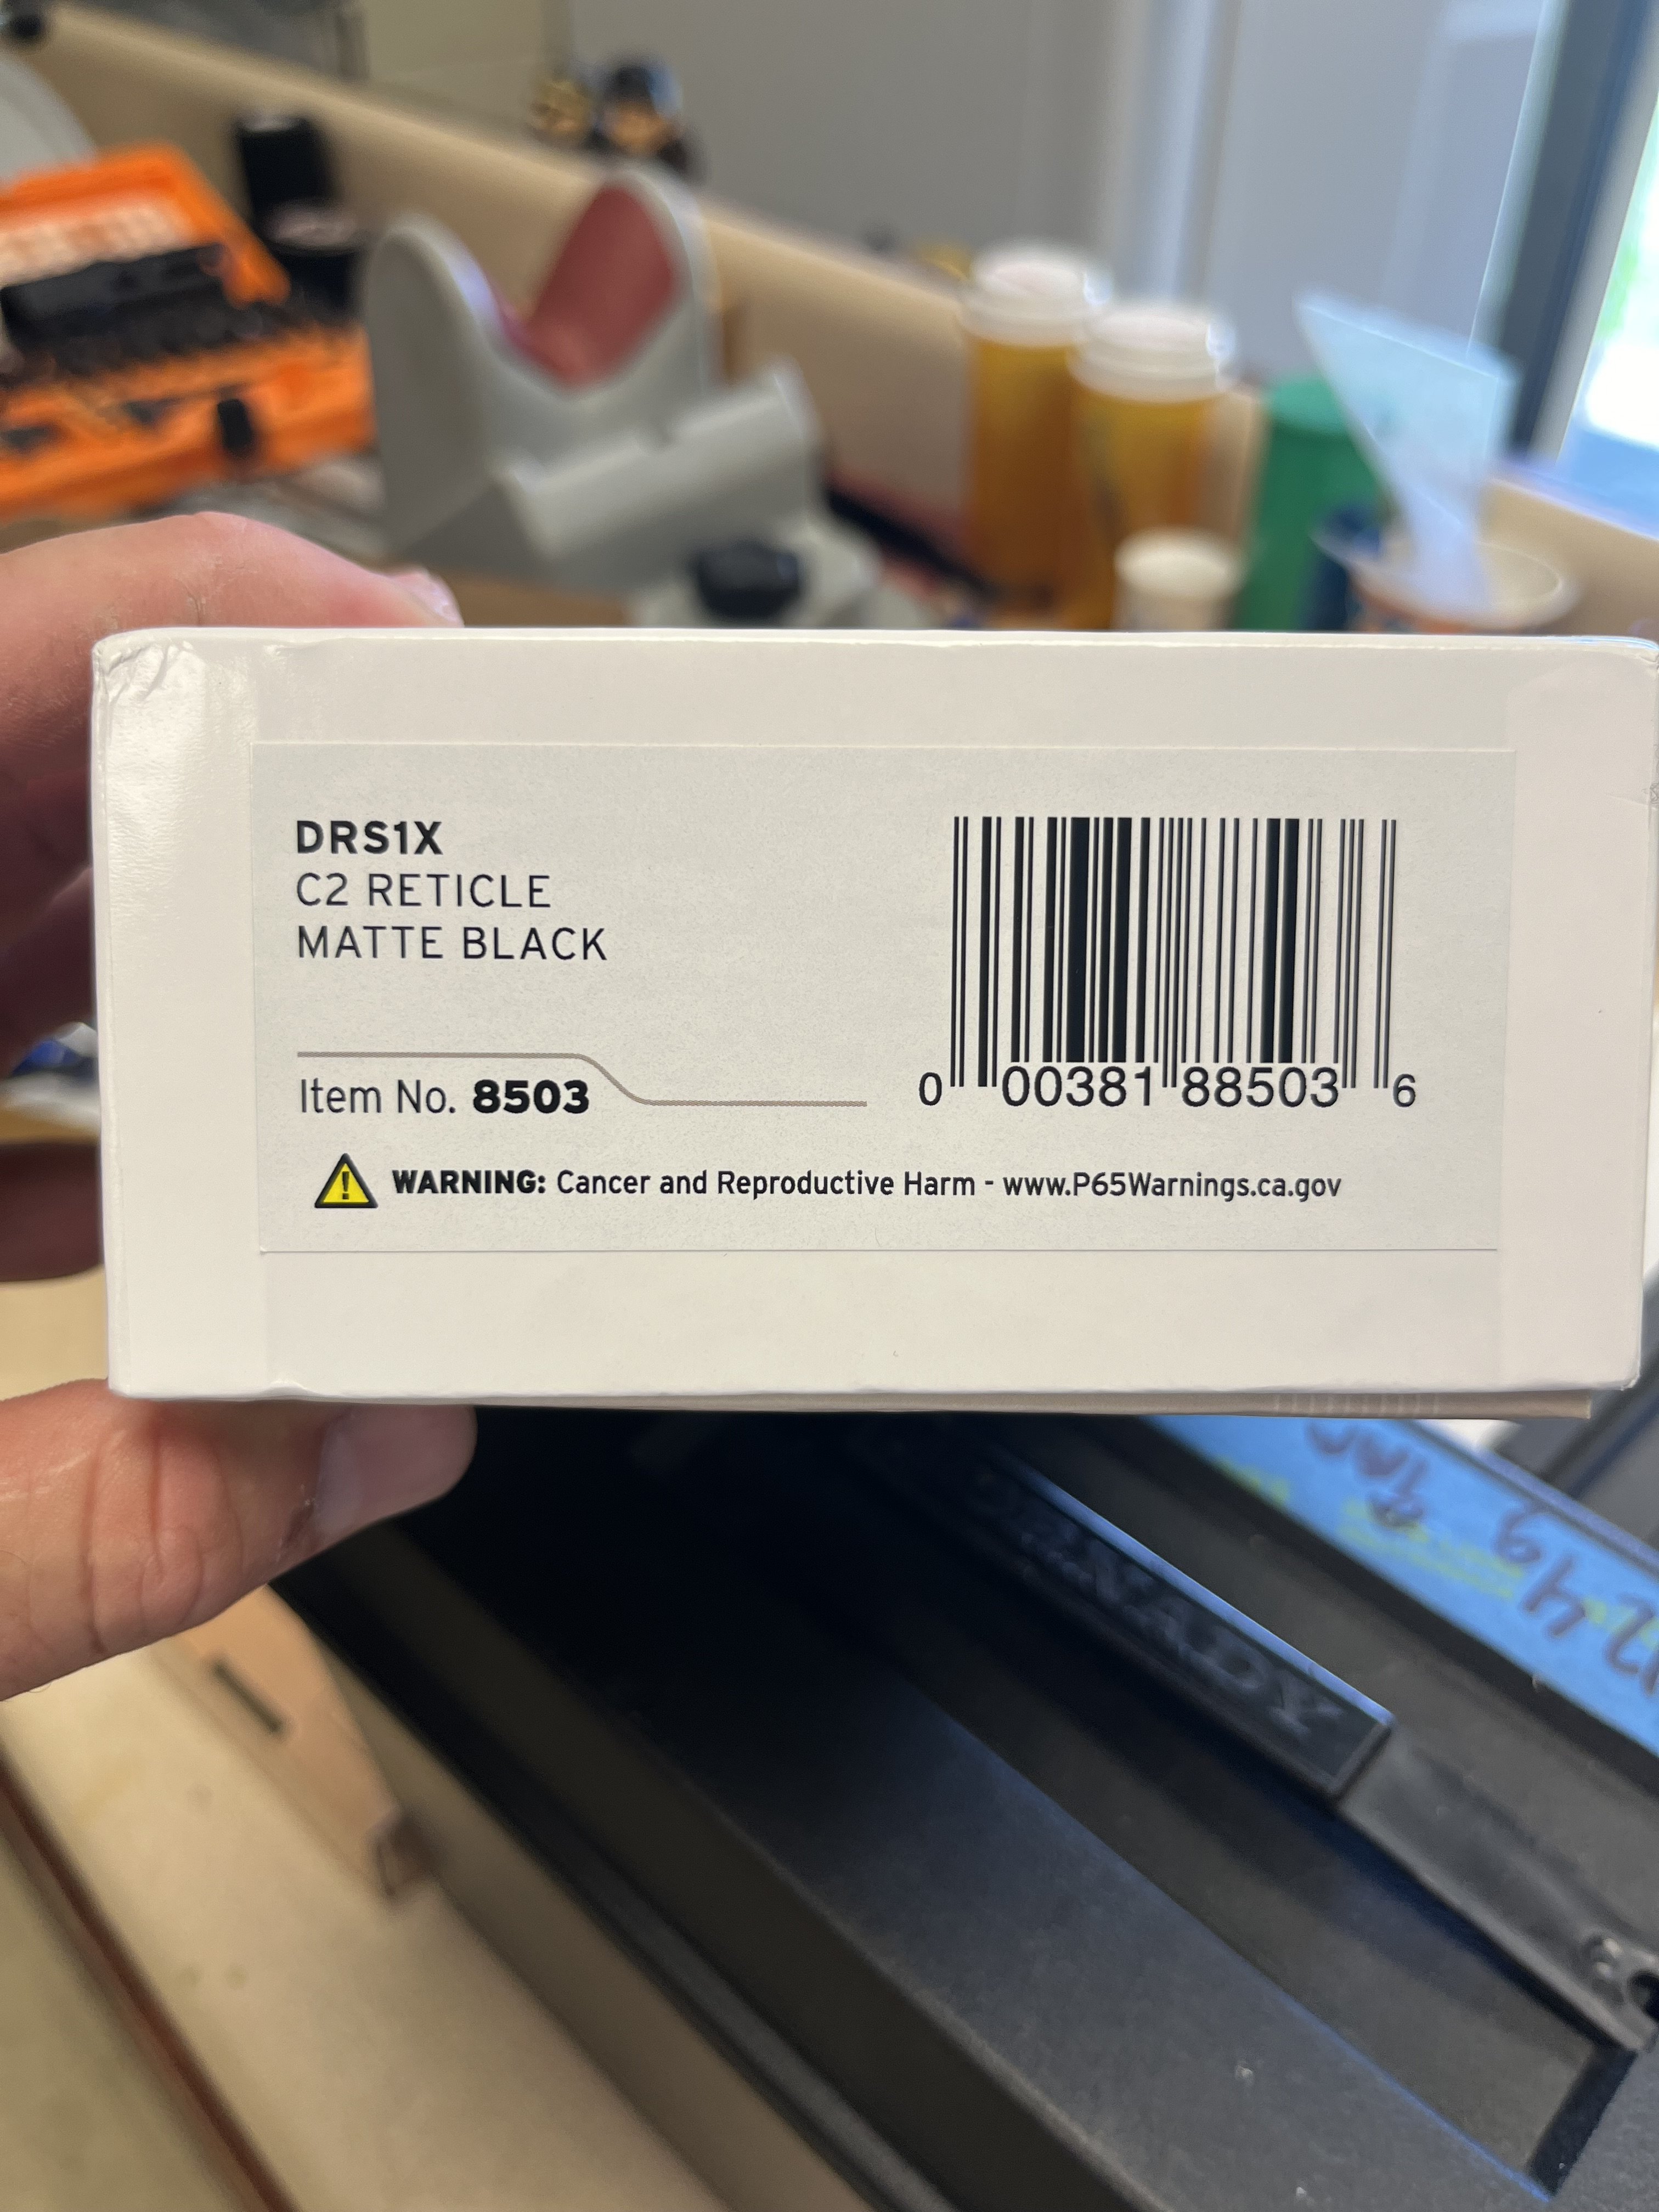 DRS1X
C2 RETICLE
MATTE BLACK
Item No. 8503
0 00381 88503 6
WARNING: Cancer and Reproductive Harm - www.P65Warnings.ca.gov